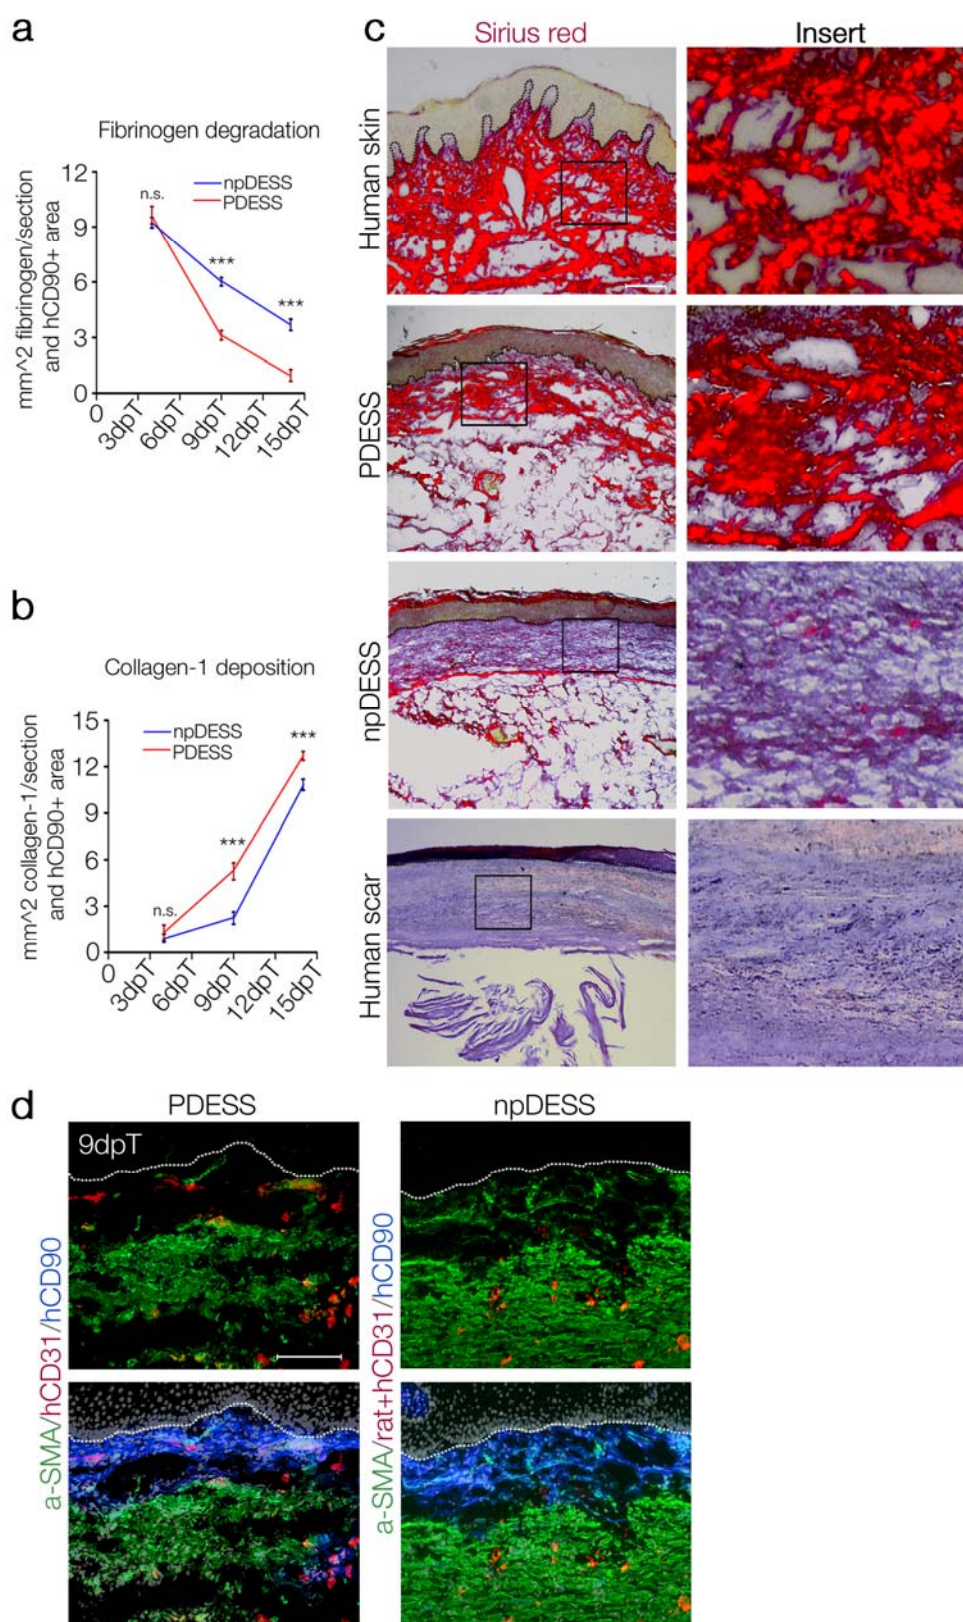 a
Fibrinogen degradation
mm^2 fibrinogen/section
and hCD90+ area
12
9
6
3
0
n.s.
***
***
npDESS
PDESS
0
3dpT
6dpT
9dpT
12dpT
15dpT
b
Collagen-1 deposition
mm^2 collagen-1/section
and hCD90+ area
15
12
9
6
3
0
n.s.
***
***
npDESS
PDESS
0
3dpT
6dpT
9dpT
12dpT
15dpT
c
Sirius red
Insert
Human skin
PDESS
npDESS
Human scar
d
PDESS
npDESS
9dpT
a-SMA/hCD31/hCD90
a-SMA/rat+hCD31/hCD90